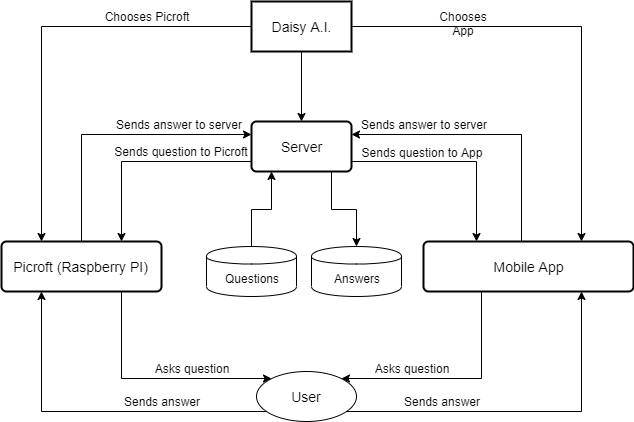 Chooses Picroft
Daisy A.I.
Chooses
App
Sends answer to server
Sends answer to server
Server
Sends question to Picroft
Sends question to App
Picroft (Raspberry PI)
Questions
Answers
Mobile App
Asks question
Asks question
User
Sends answer
Sends answer